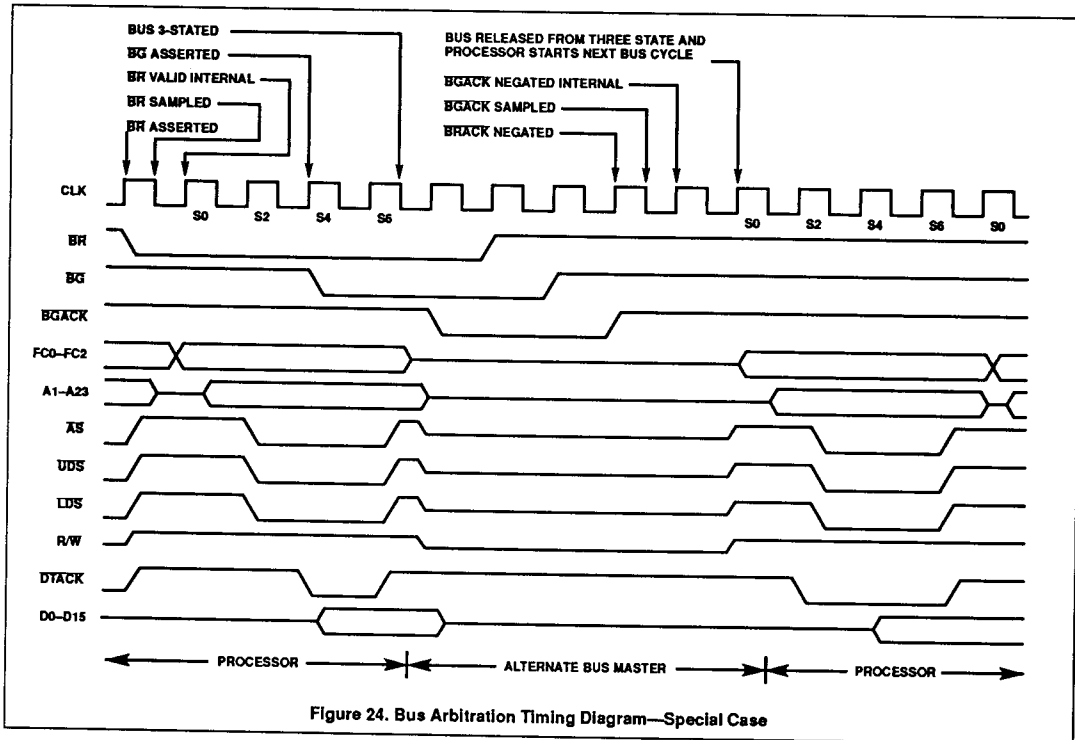 BUS 3-STATED
BG ASSERTED
BR VALID INTERNAL
BR SAMPLED
BR ASSERTED
BUS RELEASED FROM THREE STATE AND
PROCESSOR STARTS NEXT BUS CYCLE
BGACK NEGATED INTERNAL
BGACK SAMPLED
BRACK NEGATED
CLK
S0 S2 S4 S6 S0 S2 S4 S6 S0
BR
BG
BGACK
FC0–FC2
A1–A23
AS
UDS
LDS
R/W
DTACK
D0–D15
PROCESSOR ALTERNATE BUS MASTER PROCESSOR
Figure 24. Bus Arbitration Timing Diagram—Special Case